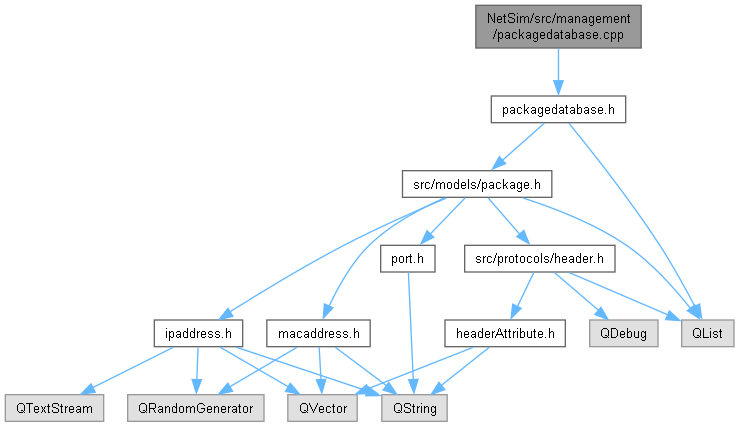 NetSim/src/management
/packagedatabase.cpp
packagedatabase.h
src/models/package.h
port.h
src/protocols/header.h
ipaddress.h
macaddress.h
headerAttribute.h
QDebug
QList
QTextStream
QRandomGenerator
QVector
QString